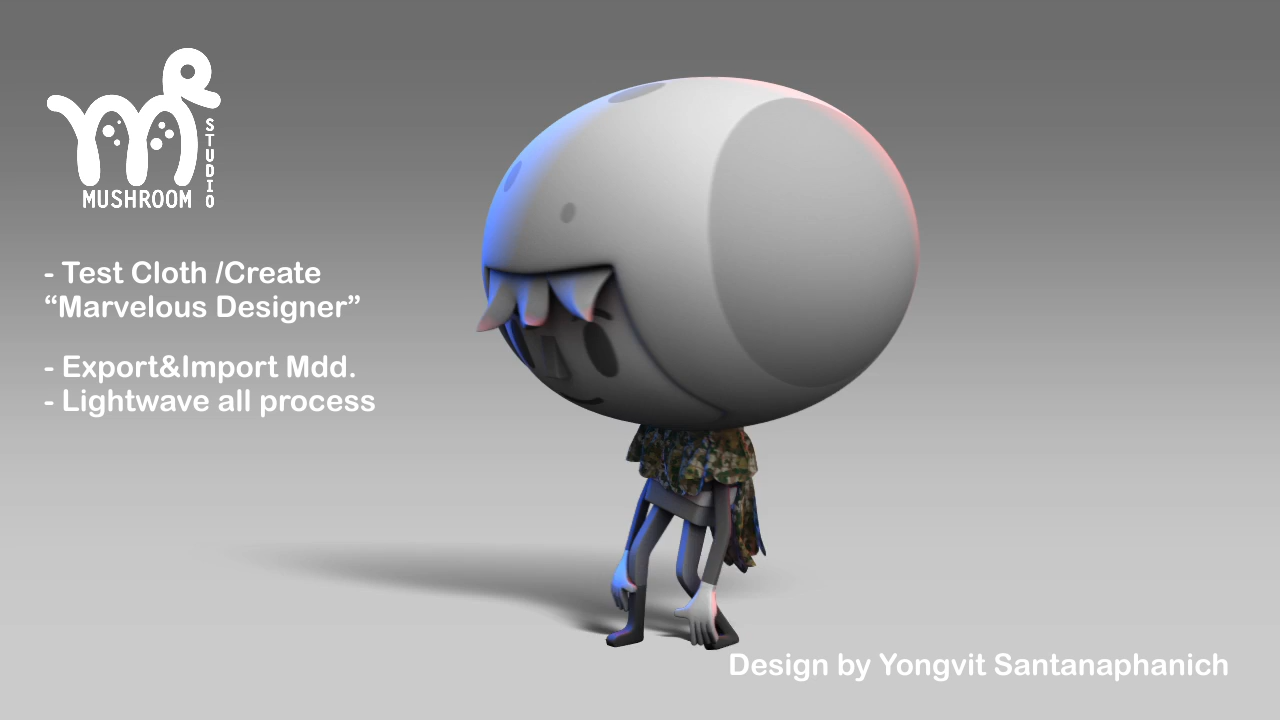 MUSHROOM
STUDIO
- Test Cloth /Create
“Marvelous Designer”
- Export&Import Mdd.
- Lightwave all process
Design by Yongvit Santanaphanich